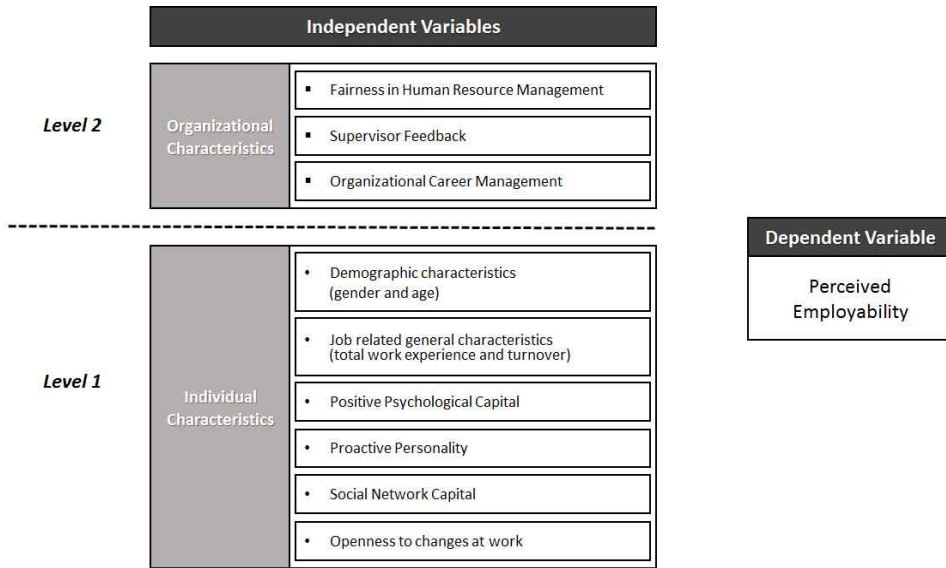 Independent Variables
Level 2
Organizational
Characteristics
▪ Fairness in Human Resource Management
▪ Supervisor Feedback
▪ Organizational Career Management
Dependent Variable
Perceived
Employability
Level 1
Individual
Characteristics
• Demographic characteristics
(gender and age)
• Job related general characteristics
(total work experience and turnover)
• Positive Psychological Capital
• Proactive Personality
• Social Network Capital
• Openness to changes at work